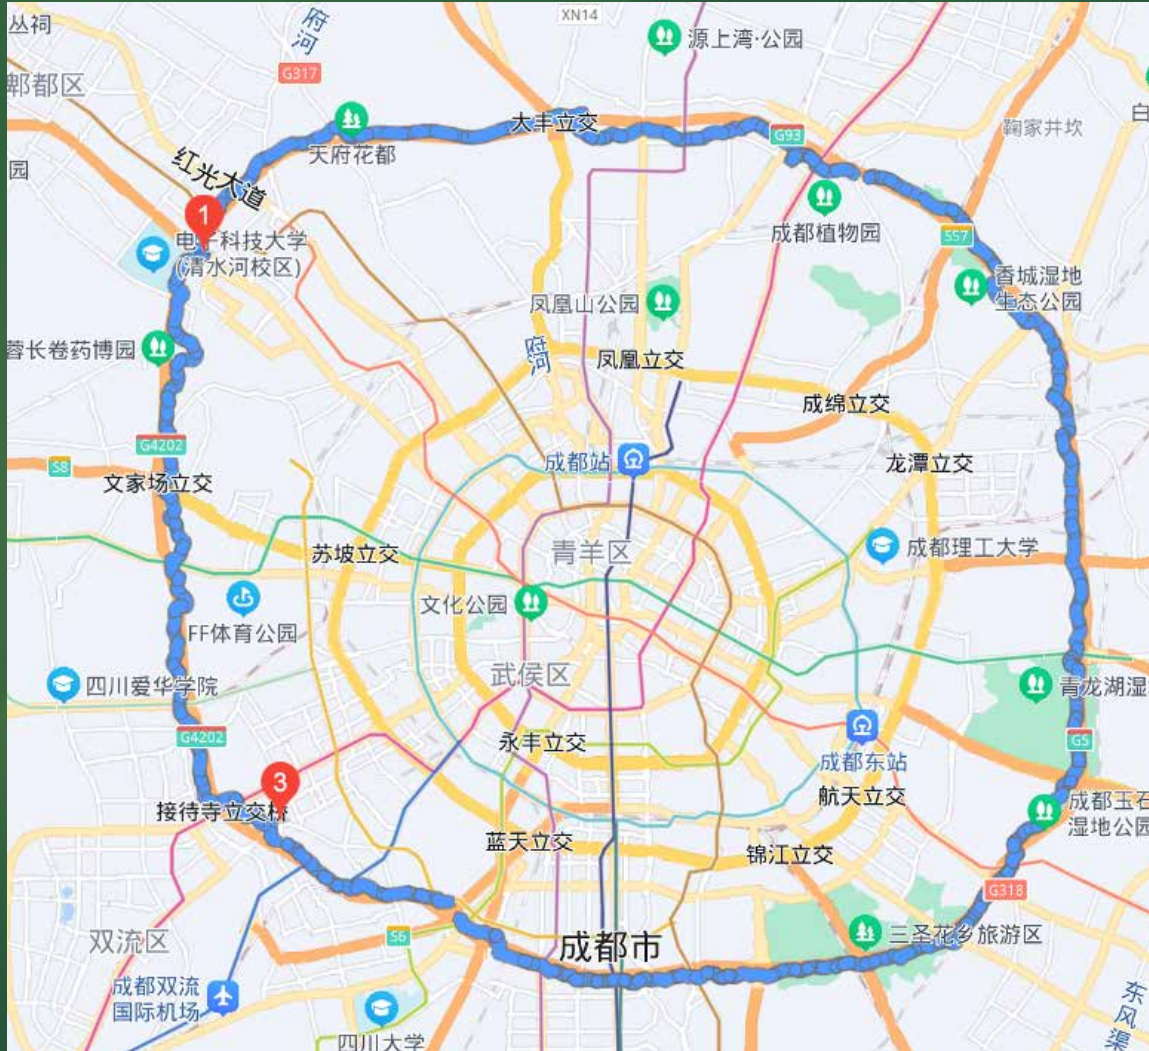 丛祠
府河
XN14
源上湾·公园
G317
郫都区
白
大丰立交
G93
鞠家井坎
天府花都
园
红光大道
1
成都植物园
S57
电子科技大学
(清水河校区)
香城湿地
生态公园
凤凰山公园
蓉长卷药博园
府河
凤凰立交
成绵立交
G4202
S8
文家场立交
成都站
龙潭立交
苏坡立交
青羊区
成都理工大学
文化公园
FF体育公园
武侯区
四川爱华学院
青龙湖湿
G4202
永丰立交
G5
成都东站
3
航天立交
成都玉石
湿地公园
接待寺立交桥
蓝天立交
锦江立交
G318
双流区
S6
成都市
三圣花乡旅游区
成都双流
国际机场
东风渠
四川大学